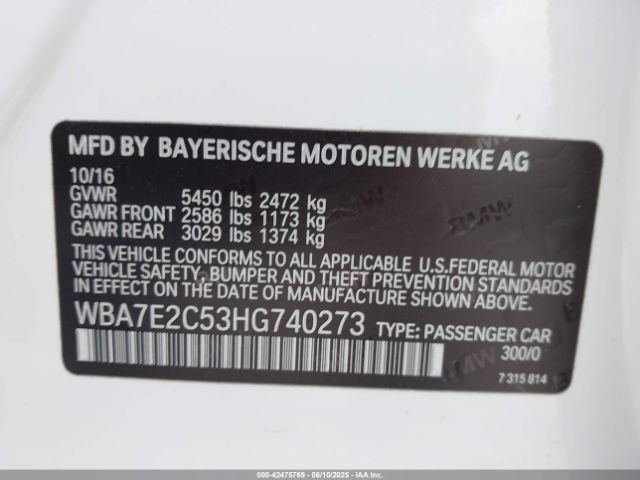 MFD BY BAYERISCHE MOTOREN WERKE AG
10/16
GVWR 5450 lbs 2472 kg
GAWR FRONT 2586 lbs 1173 kg
GAWR REAR 3029 lbs 1374 kg
THIS VEHICLE CONFORMS TO ALL APPLICABLE U.S.FEDERAL MOTOR
VEHICLE SAFETY, BUMPER AND THEFT PREVENTION STANDARDS
IN EFFECT ON THE DATE OF MANUFACTURE SHOWN ABOVE.
WBA7E2C53HG740273 TYPE: PASSENGER CAR
300/0
7 315 814
000-42475769 - 06/10/2025 - IAA Inc.